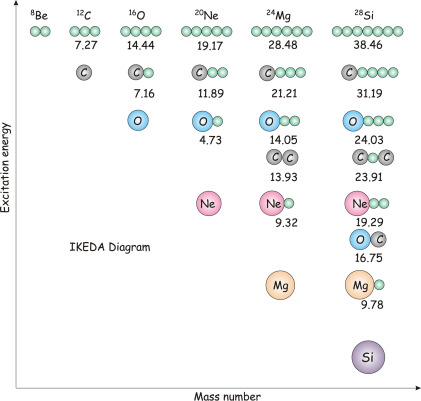 ⁸Be ¹²C ¹⁶O ²⁰Ne ²⁴Mg ²⁸Si
7.27 14.44 19.17 28.48 38.46
C C C C C
7.16 11.89 21.21 31.19
O O O O
4.73 14.05 24.03
C C C C
13.93 23.91
Ne Ne Ne
9.32 19.29
IKEDA Diagram O C
16.75
Mg Mg
9.78
Si
Excitation energy
Mass number